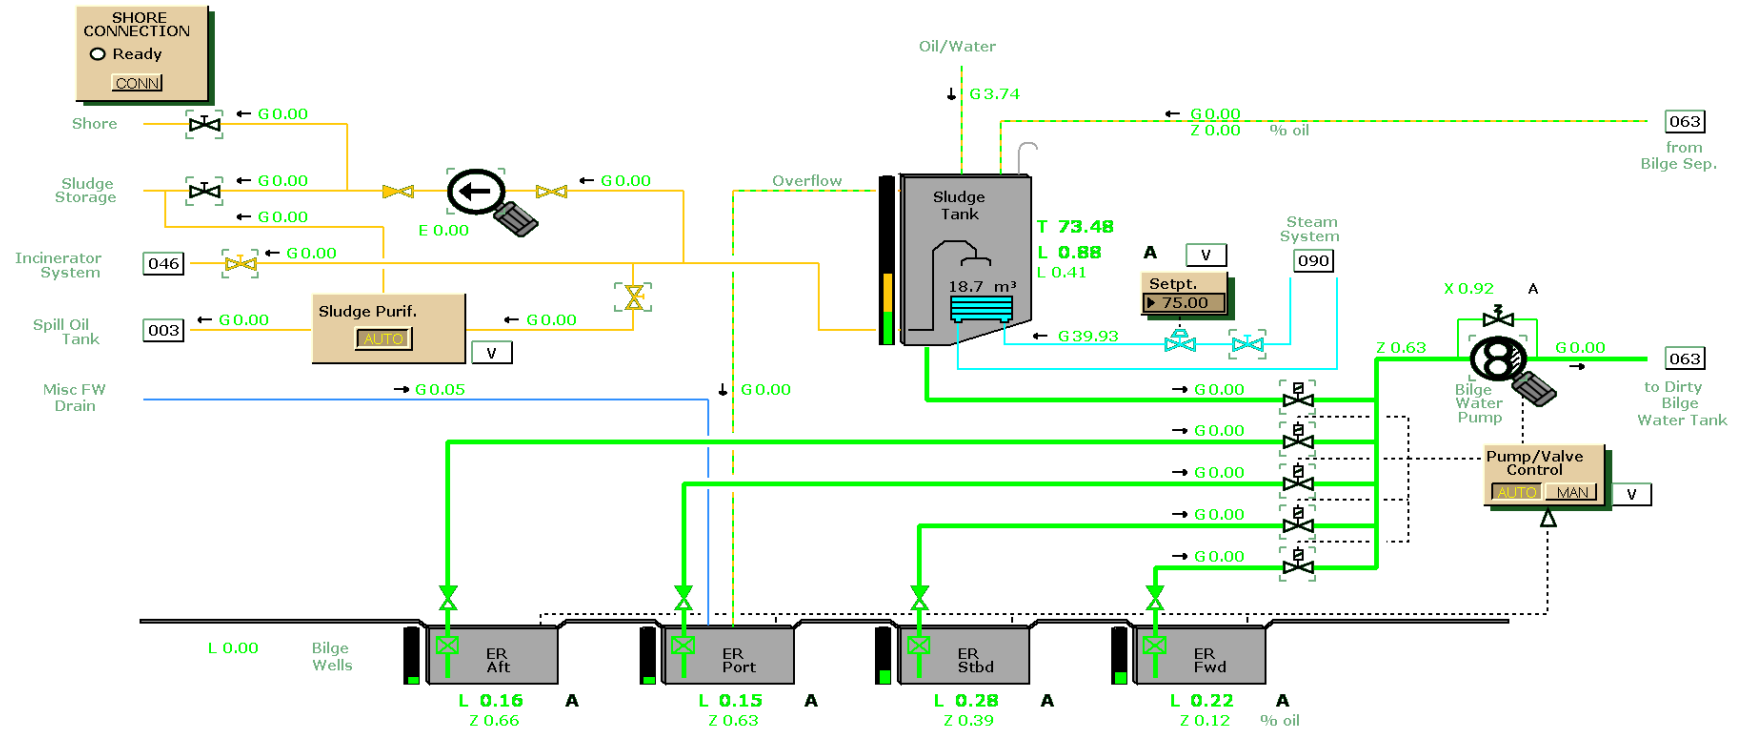 SHORE
CONNECTION
Ready
CONN
Oil/Water
G 3.74
Shore
G 0.00
G 0.00
Z 0.00 % oil
063
from
Bilge Sep.
Sludge
Storage
G 0.00
G 0.00
G 0.00
E 0.00
Overflow
Sludge
Tank
T 73.48
L 0.88 A V
L 0.41
18.7 m³
Steam
System
090
Setpt.
75.00
G 39.93
Incinerator
System
046
G 0.00
Sludge Purif.
AUTO
V
Spill Oil
Tank
003
G 0.00
G 0.00
X 0.92 A
Z 0.63
G 0.00
063
to Dirty
Bilge
Water Tank
Bilge
Water
Pump
Misc FW
Drain
G 0.05
G 0.00
G 0.00
G 0.00
G 0.00
G 0.00
G 0.00
Pump/Valve
Control
AUTO MAN
V
L 0.00
Bilge
Wells
ER
Aft
L 0.16 A
Z 0.66
ER
Port
L 0.15 A
Z 0.63
ER
Stbd
L 0.28 A
Z 0.39
ER
Fwd
L 0.22 A
Z 0.12 % oil